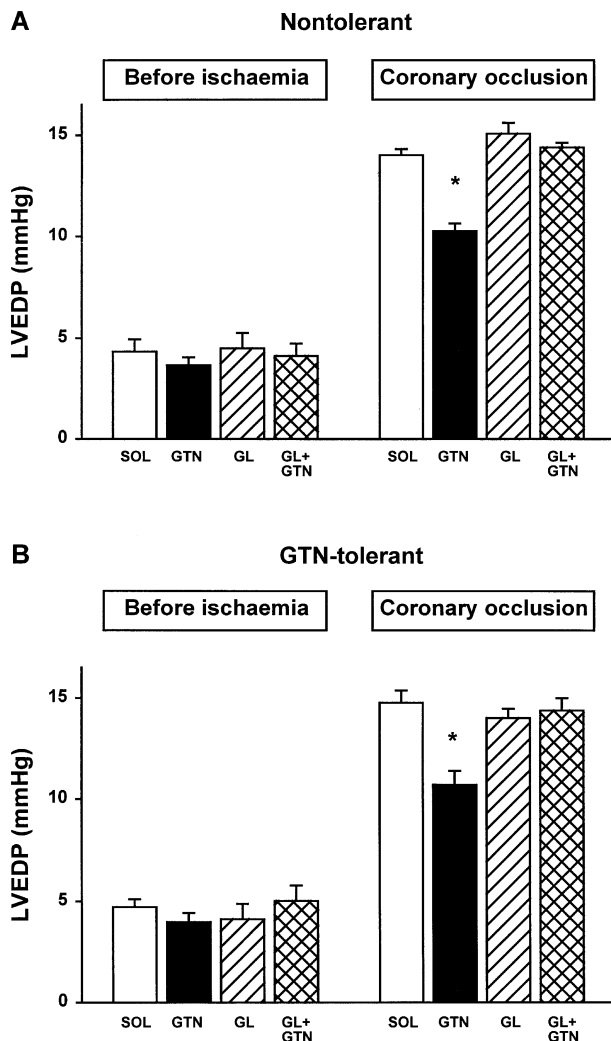 A
Nontolerant
Before ischaemia
Coronary occlusion
LVEDP (mmHg)
15
10
5
0
*
SOL
GTN
GL
GL+
GTN
SOL
GTN
GL
GL+
GTN
B
GTN-tolerant
Before ischaemia
Coronary occlusion
LVEDP (mmHg)
15
10
5
0
*
SOL
GTN
GL
GL+
GTN
SOL
GTN
GL
GL+
GTN